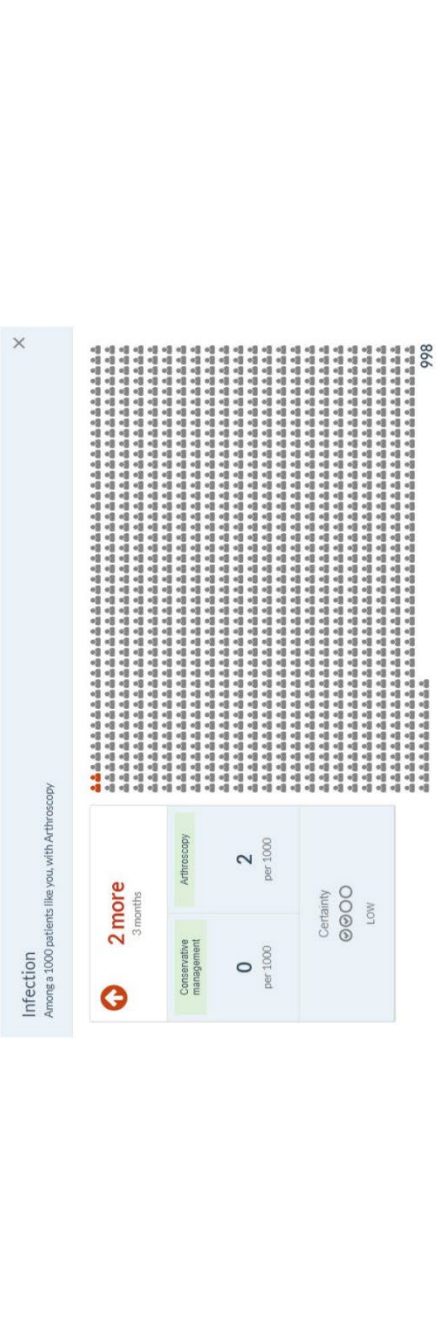 Infection
Among a 1000 patients like you, with Arthroscopy
2 more
3 months
Conservative
management
Arthroscopy
0
2
per 1000
per 1000
Certainty
LOW
998